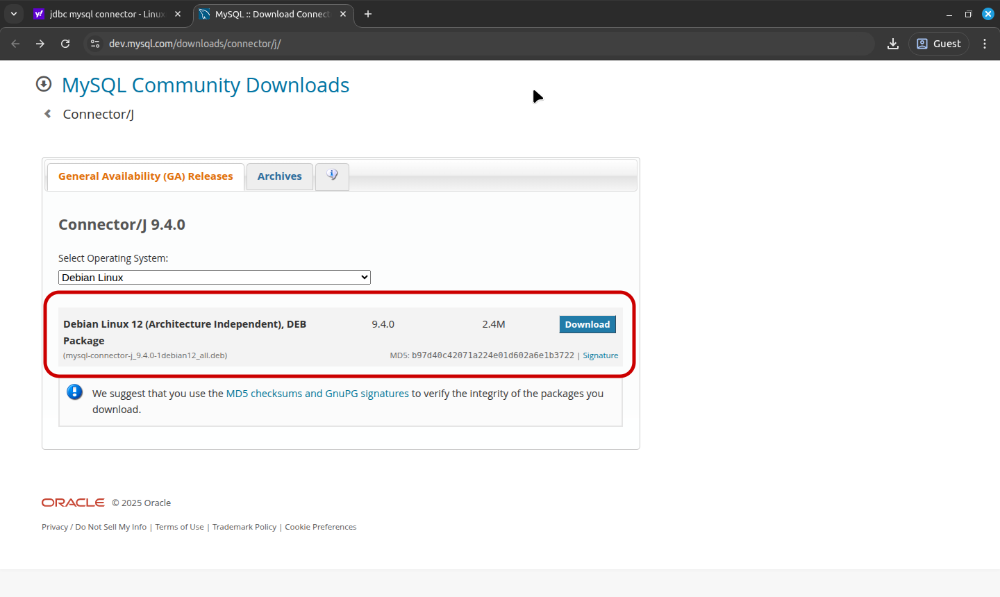 jdbc mysql connector - Linux
MySQL :: Download Connect
dev.mysql.com/downloads/connector/j/
Guest
MySQL Community Downloads
Connector/J
General Availability (GA) Releases
Archives
Connector/J 9.4.0
Select Operating System:
Debian Linux
Debian Linux 12 (Architecture Independent), DEB
Package
9.4.0
2.4M
Download
(mysql-connector-j_9.4.0-1debian12_all.deb)
MD5: b97d40c42071a224e01d602a6e1b3722 | Signature
We suggest that you use the MD5 checksums and GnuPG signatures to verify the integrity of the packages you
download.
ORACLE © 2025 Oracle
Privacy / Do Not Sell My Info | Terms of Use | Trademark Policy | Cookie Preferences